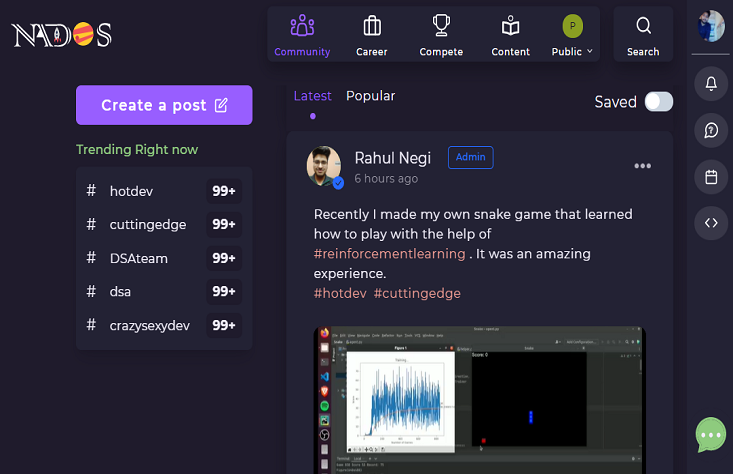 NADOS
Community
Career
Compete
Content
P
Public
Search
Create a post
Latest
Popular
Saved
Trending Right now
# hotdev 99+
# cuttingedge 99+
# DSAteam 99+
# dsa 99+
# crazysexydev 99+
Rahul Negi
Admin
6 hours ago
Recently I made my own snake game that learned
how to play with the help of
#reinforcementlearning . It was an amazing
experience.
#hotdev #cuttingedge
Figure 1
Training
Score: 0